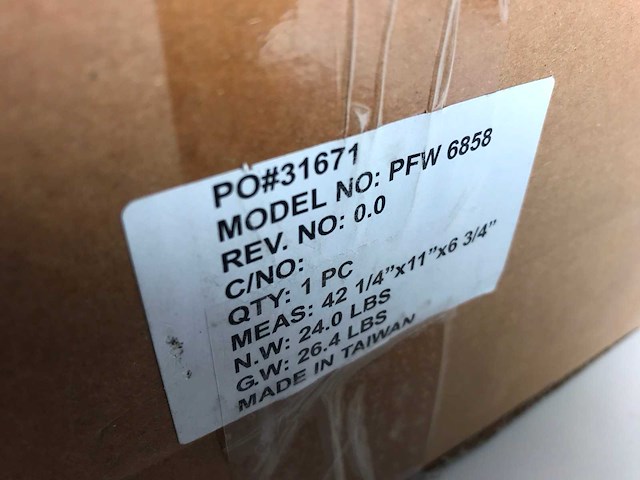 PO#31671
MODEL NO: PFW 6858
REV. NO: 0.0
C/NO:
QTY: 1 PC
MEAS: 42 1/4"x11"x6 3/4"
N.W: 24.0 LBS
G.W: 26.4 LBS
MADE IN TAIWAN